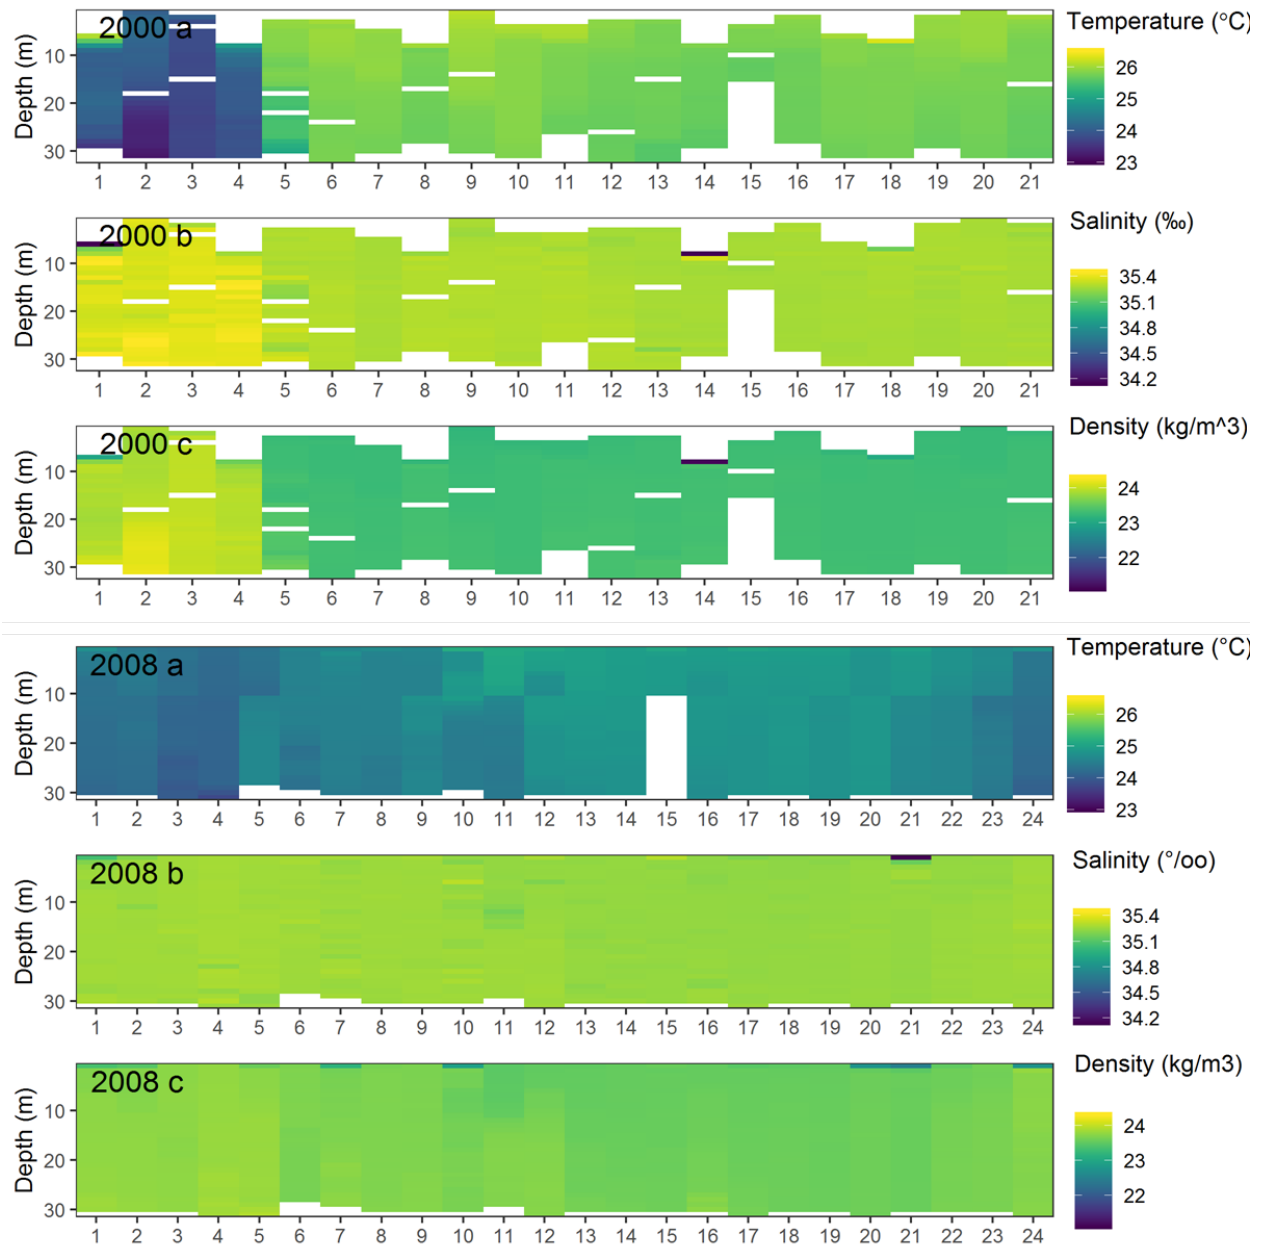 2000 a
Temperature (°C)
Depth (m)
10
20
30
1 2 3 4 5 6 7 8 9 10 11 12 13 14 15 16 17 18 19 20 21
26
25
24
23
2000 b
Salinity (‰)
Depth (m)
10
20
30
1 2 3 4 5 6 7 8 9 10 11 12 13 14 15 16 17 18 19 20 21
35.4
35.1
34.8
34.5
34.2
2000 c
Density (kg/m^3)
Depth (m)
10
20
30
1 2 3 4 5 6 7 8 9 10 11 12 13 14 15 16 17 18 19 20 21
24
23
22
2008 a
Temperature (°C)
Depth (m)
10
20
30
1 2 3 4 5 6 7 8 9 10 11 12 13 14 15 16 17 18 19 20 21 22 23 24
26
25
24
23
2008 b
Salinity (°/oo)
Depth (m)
10
20
30
1 2 3 4 5 6 7 8 9 10 11 12 13 14 15 16 17 18 19 20 21 22 23 24
35.4
35.1
34.8
34.5
34.2
2008 c
Density (kg/m3)
Depth (m)
10
20
30
1 2 3 4 5 6 7 8 9 10 11 12 13 14 15 16 17 18 19 20 21 22 23 24
24
23
22